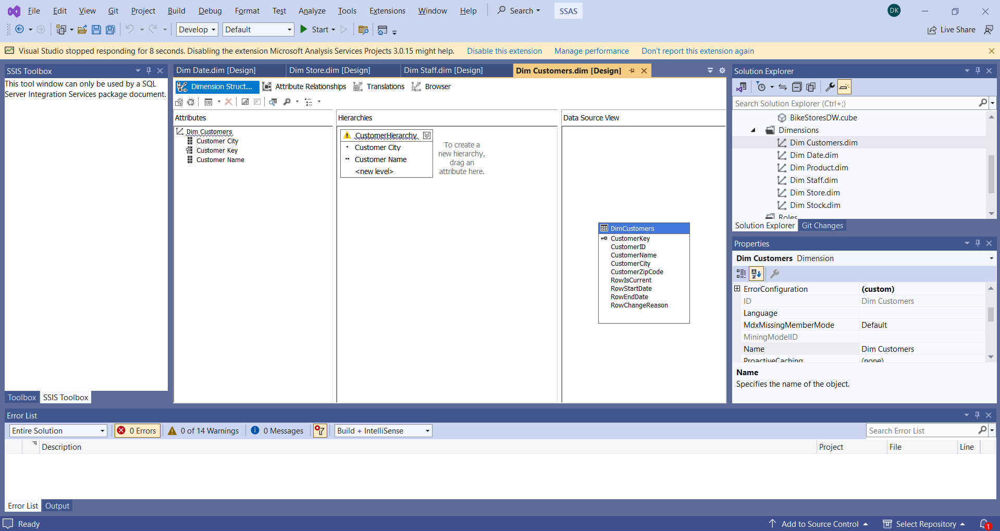 File Edit View Git Project Build Debug Format Test Analyze Tools Extensions Window Help Search SSAS DK
Develop Default Start Live Share
Visual Studio stopped responding for 8 seconds. Disabling the extension Microsoft Analysis Services Projects 3.0.15 might help. Disable this extension Manage performance Don't report this extension again
SSIS Toolbox
This tool window can only be used by a SQL
Server Integration Services package document.
Toolbox SSIS Toolbox
Dim Date.dim [Design] Dim Store.dim [Design] Dim Staff.dim [Design] Dim Customers.dim [Design]
Dimension Struct... Attribute Relationships Translations Browser
Attributes
Dim Customers
Customer City
Customer Key
Customer Name
Hierarchies
CustomerHierarchy
Customer City
Customer Name
<new level>
To create a
new hierarchy,
drag an
attribute here.
Data Source View
DimCustomers
CustomerKey
CustomerID
CustomerName
CustomerCity
CustomerZipCode
RowIsCurrent
RowStartDate
RowEndDate
RowChangeReason
Solution Explorer
Search Solution Explorer (Ctrl+;)
BikeStoresDW.cube
Dimensions
Dim Customers.dim
Dim Date.dim
Dim Product.dim
Dim Staff.dim
Dim Store.dim
Dim Stock.dim
Roles
Solution Explorer Git Changes
Properties
Dim Customers Dimension
ErrorConfiguration (custom)
ID Dim Customers
Language
MdxMissingMemberMode Default
MiningModelID
Name Dim Customers
ProactiveCaching (none)
Name
Specifies the name of the object.
Error List
Entire Solution 0 Errors 0 of 14 Warnings 0 Messages Build + IntelliSense Search Error List
Description Project File Line
Error List Output
Ready Add to Source Control Select Repository 1